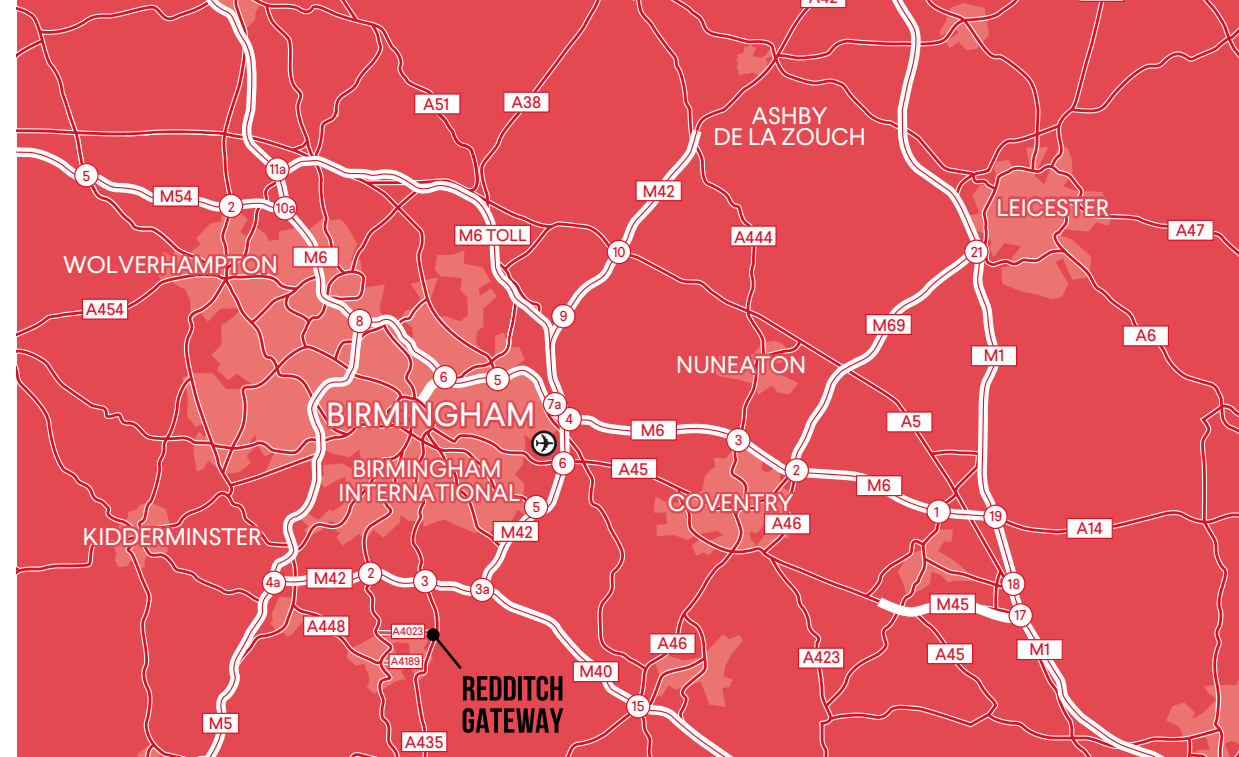 A42
A51
A38
ASHBY
DE LA ZOUCH
11a
5
M54
2
10a
M42
LEICESTER
M6 TOLL
A444
A47
10
21
WOLVERHAMPTON
M6
A454
9
8
M69
A6
M1
NUNEATON
6
5
7a
4
BIRMINGHAM
A5
M6
3
6
A45
2
BIRMINGHAM
INTERNATIONAL
M6
COVENTRY
5
1
19
A46
A14
M42
KIDDERMINSTER
4a
M42
2
3
3a
18
M45
17
A448
A4023
A46
A423
A45
M1
A4189
M40
REDDITCH
GATEWAY
15
M5
A435